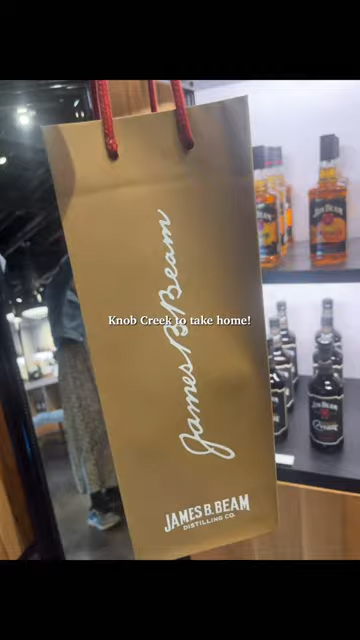 Knob Creek to take home!
James B Beam
JAMES B. BEAM
DISTILLING CO.
JIM BEAM
JIM BEAM